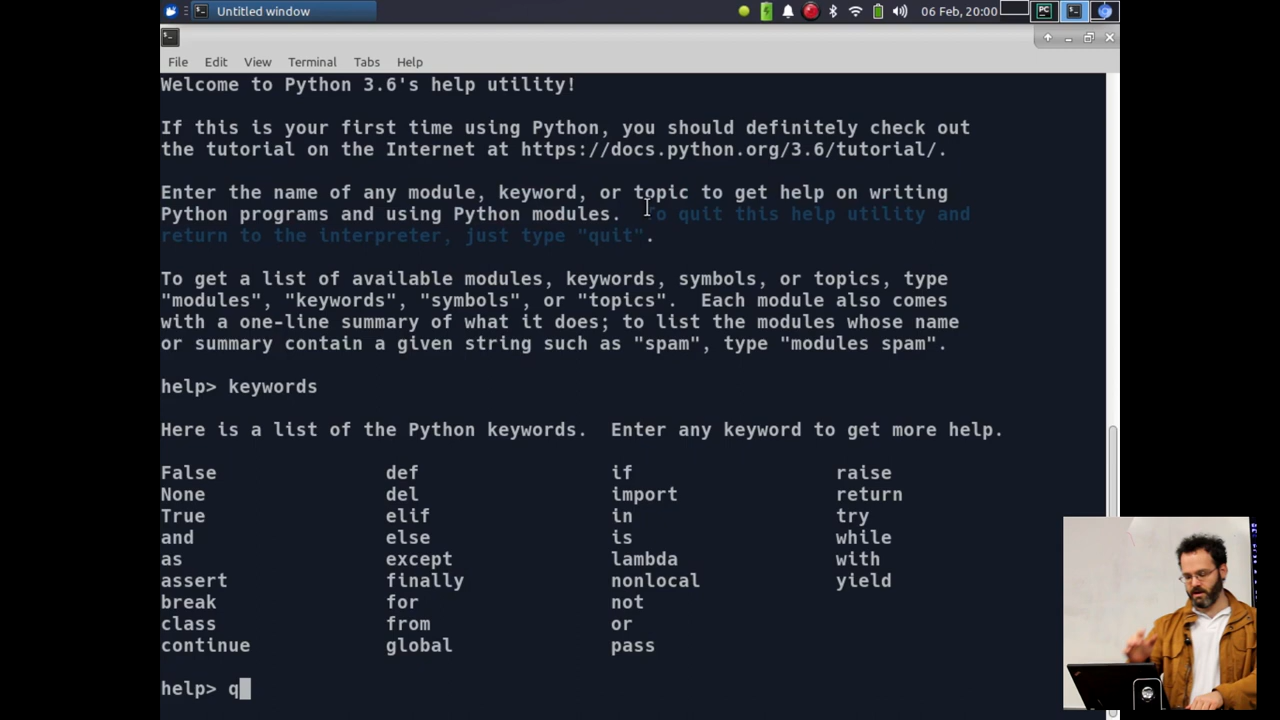 Untitled window
06 Feb, 20:00
File Edit View Terminal Tabs Help
Welcome to Python 3.6's help utility!
If this is your first time using Python, you should definitely check out
the tutorial on the Internet at https://docs.python.org/3.6/tutorial/.
Enter the name of any module, keyword, or topic to get help on writing
Python programs and using Python modules.  To quit this help utility and
return to the interpreter, just type "quit".
To get a list of available modules, keywords, symbols, or topics, type
"modules", "keywords", "symbols", or "topics".  Each module also comes
with a one-line summary of what it does; to list the modules whose name
or summary contain a given string such as "spam", type "modules spam".
help> keywords
Here is a list of the Python keywords.  Enter any keyword to get more help.
False def if raise
None del import return
True elif in try
and else is while
as except lambda with
assert finally nonlocal yield
break for not
class from or
continue global pass
help> q